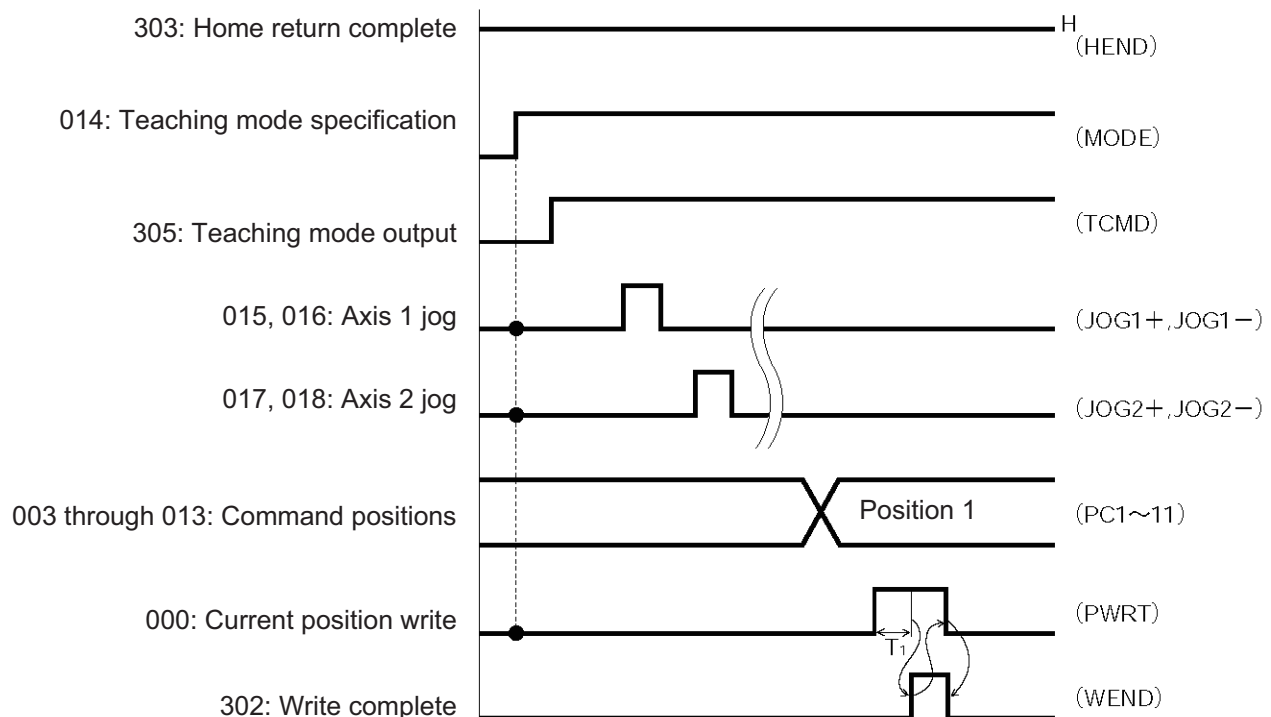 303: Home return complete H
(HEND)
014: Teaching mode specification (MODE)
305: Teaching mode output (TCMD)
015, 016: Axis 1 jog (JOG1+,JOG1−)
017, 018: Axis 2 jog (JOG2+,JOG2−)
003 through 013: Command positions Position 1 (PC1～11)
000: Current position write T1 (PWRT)
302: Write complete (WEND)